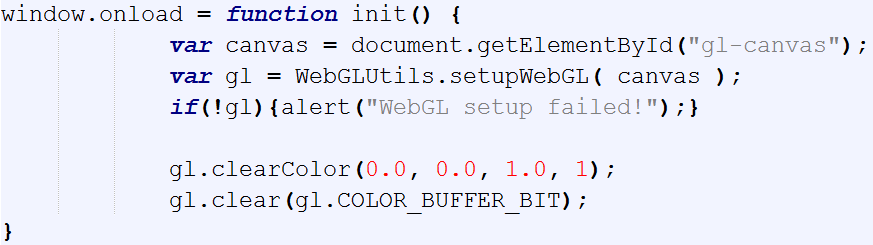 window.onload = function init() {
var canvas = document.getElementById("gl-canvas");
var gl = WebGLUtils.setupWebGL( canvas );
if(!gl){alert("WebGL setup failed!");}
gl.clearColor(0.0, 0.0, 1.0, 1);
gl.clear(gl.COLOR_BUFFER_BIT);
}